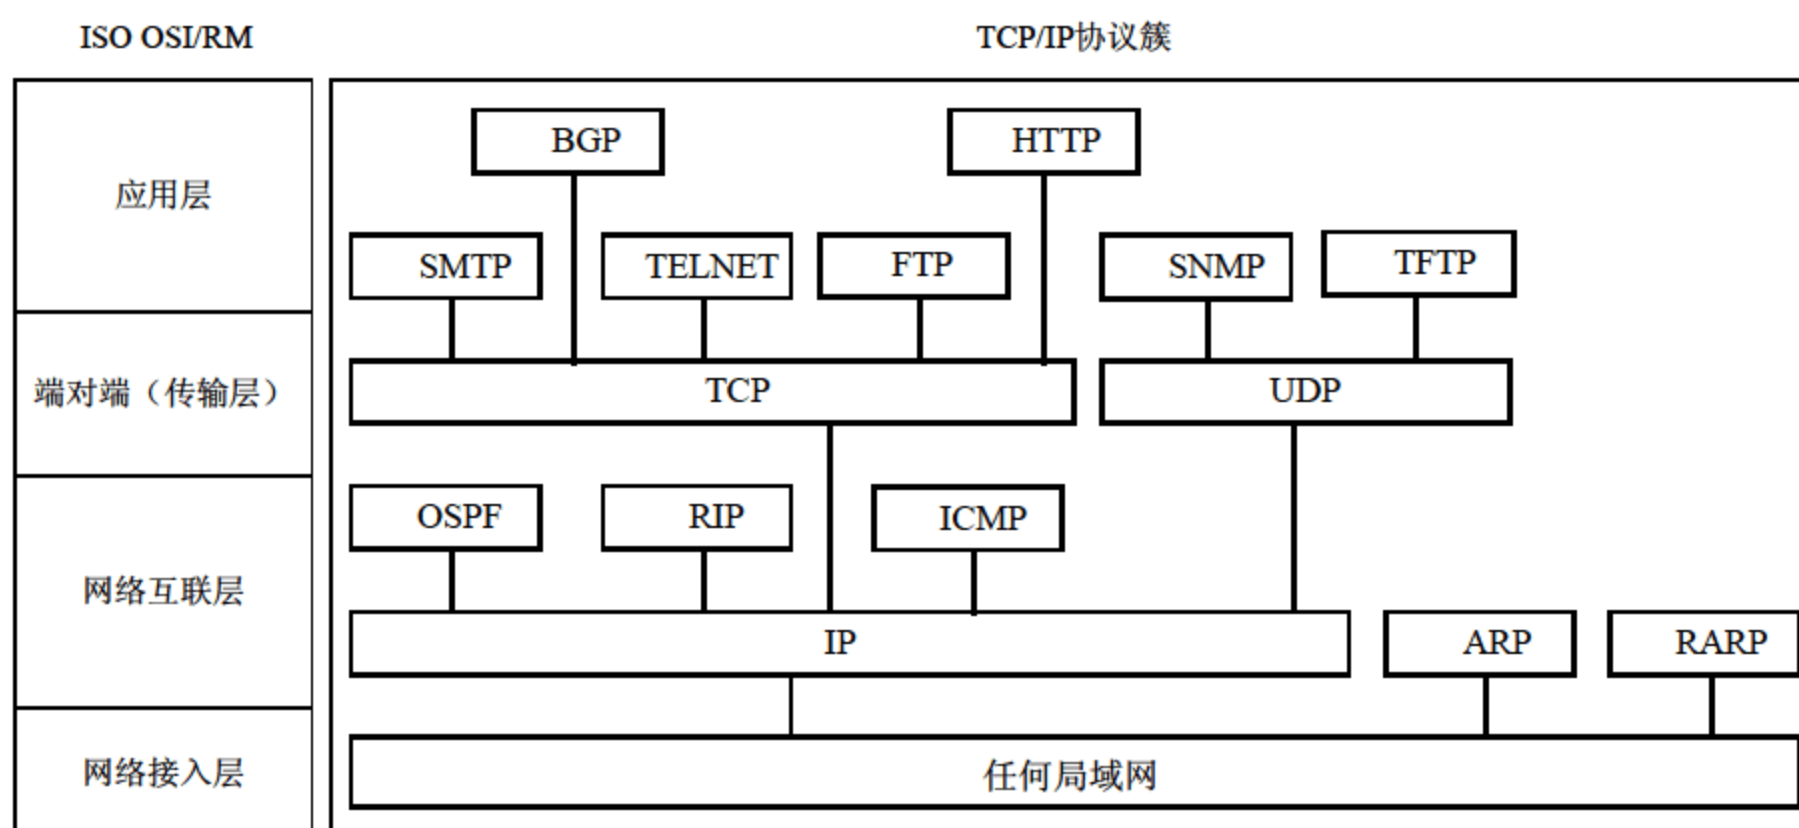 ISO OSI/RM
TCP/IP协议簇
BGP
HTTP
应用层
SMTP
TELNET
FTP
SNMP
TFTP
端对端（传输层）
TCP
UDP
OSPF
RIP
ICMP
网络互联层
IP
ARP
RARP
网络接入层
任何局域网